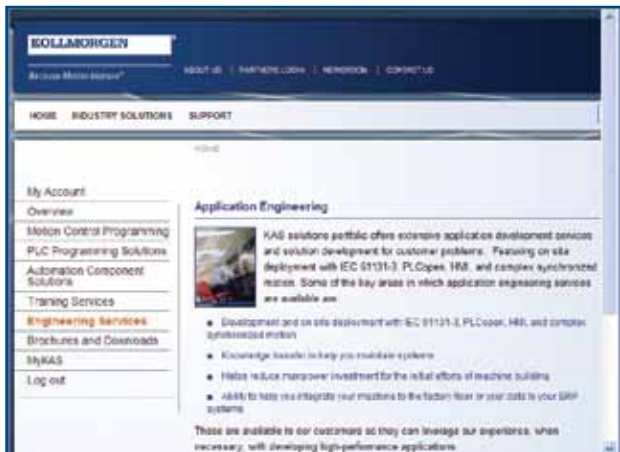 KOLLMORGEN
Because Motion Matters™
ABOUT US | PARTNERS LOGIN | NEWSROOM | CONTACT US
HOME INDUSTRY SOLUTIONS SUPPORT
HOME
My Account
Overview
Motion Control Programming
PLC Programming Solutions
Automation Component
Solutions
Training Services
Engineering Services
Brochures and Downloads
MyKAS
Log out
Application Engineering
KAS solutions portfolio offers extensive application development services
and solution development for customer problems. Featuring on site
deployment with IEC 61131-3, PLCopen, HMI, and complex synchronized
motion. Some of the key areas in which application engineering services
are available are:
Development and on site deployment with IEC 61131-3, PLCopen, HMI, and complex
synchronized motion
Knowledge transfer to help you maintain systems
Helps reduce manpower investment for the initial efforts of machine building
Ability to help you integrate your machine to the factory floor or your data to your ERP
systems
These are available to our customers so they can leverage our experience, when
necessary, with developing high-performance applications.